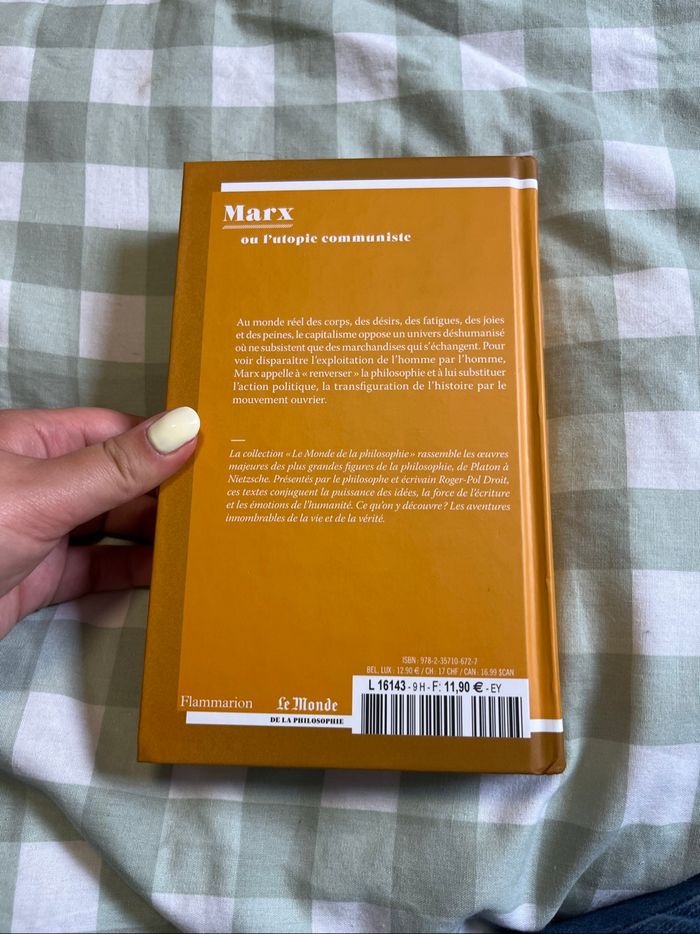 Marx
ou l'utopie communiste
Au monde réel des corps, des désirs, des fatigues, des joies
et des peines, le capitalisme oppose un univers déshumanisé
où ne subsistent que des marchandises qui s'échangent. Pour
voir disparaître l'exploitation de l'homme par l'homme,
Marx appelle à « renverser » la philosophie et à lui substituer
l'action politique, la transfiguration de l'histoire par le
mouvement ouvrier.
La collection « Le Monde de la philosophie » rassemble les œuvres
majeures des plus grandes figures de la philosophie, de Platon à
Nietzsche. Présentés par le philosophe et écrivain Roger-Pol Droit,
ces textes conjuguent la puissance des idées, la force de l'écriture
et les émotions de l'humanité. Ce qu'on y découvre ? Les aventures
innombrables de la vie et de la vérité.
ISBN : 978-2-35710-672-7
BEL, LUX : 12.90 € / CH : 17 CHF / CAN : 16.99 $CAN
L 16143 - 9 H - F: 11,90 € - EY
Flammarion
Le Monde
DE LA PHILOSOPHIE